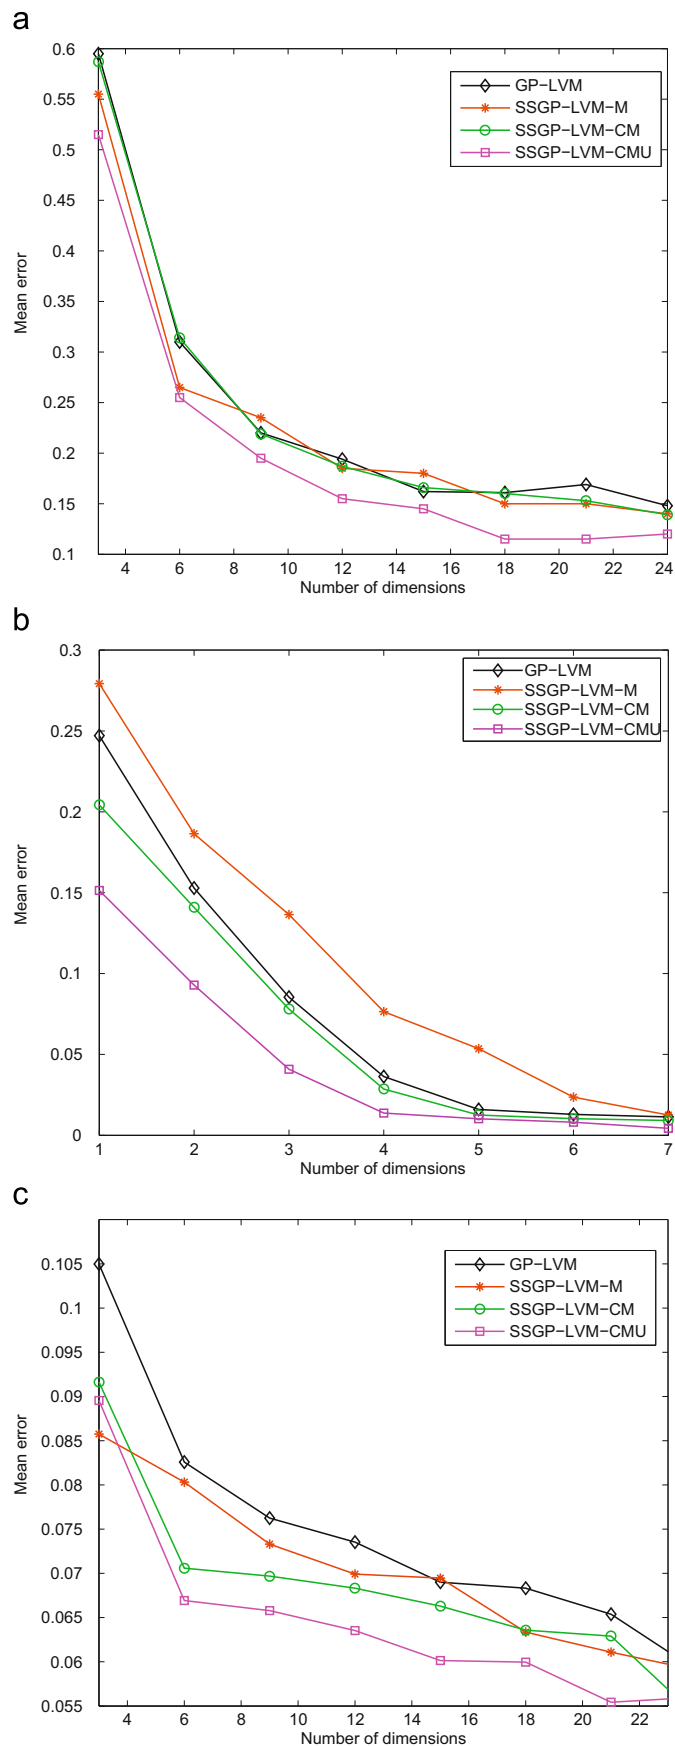 a
0.6
0.55
0.5
0.45
0.4
0.35
0.3
0.25
0.2
0.15
0.1
Mean error
GP−LVM
SSGP−LVM−M
SSGP−LVM−CM
SSGP−LVM−CMU
4 6 8 10 12 14 16 18 20 22 24
Number of dimensions
b
0.3
0.25
0.2
0.15
0.1
0.05
0
Mean error
GP−LVM
SSGP−LVM−M
SSGP−LVM−CM
SSGP−LVM−CMU
1 2 3 4 5 6 7
Number of dimensions
c
0.105
0.1
0.095
0.09
0.085
0.08
0.075
0.07
0.065
0.06
0.055
Mean error
GP−LVM
SSGP−LVM−M
SSGP−LVM−CM
SSGP−LVM−CMU
4 6 8 10 12 14 16 18 20 22
Number of dimensions